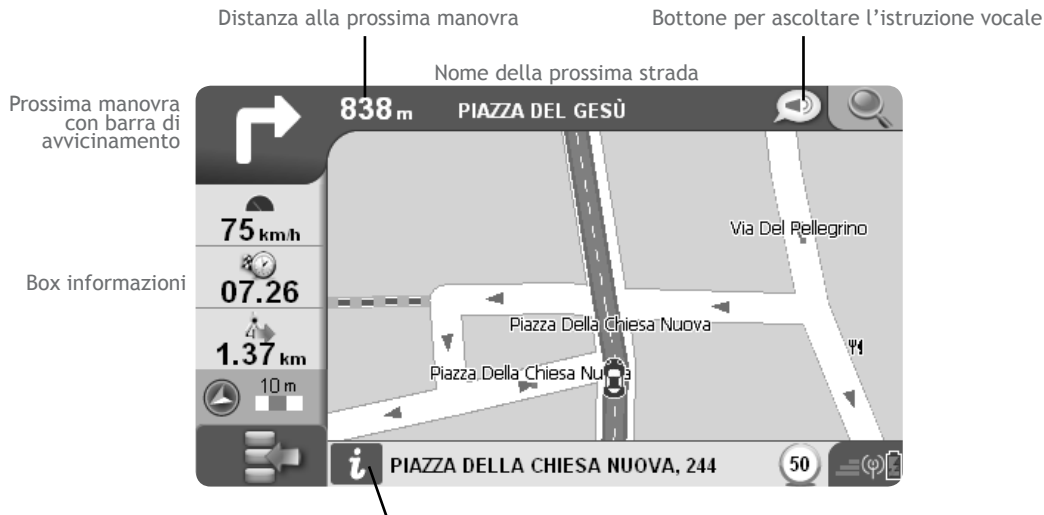 Distanza alla prossima manovra
Bottone per ascoltare l’istruzione vocale
Nome della prossima strada
Prossima manovra
con barra di
avvicinamento
838 m
PIAZZA DEL GESÙ
75 km/h
Via Del Pellegrino
Box informazioni
07.26
Piazza Della Chiesa Nuova
1.37 km
Piazza Della Chiesa Nuova
10 m
i
PIAZZA DELLA CHIESA NUOVA, 244
50